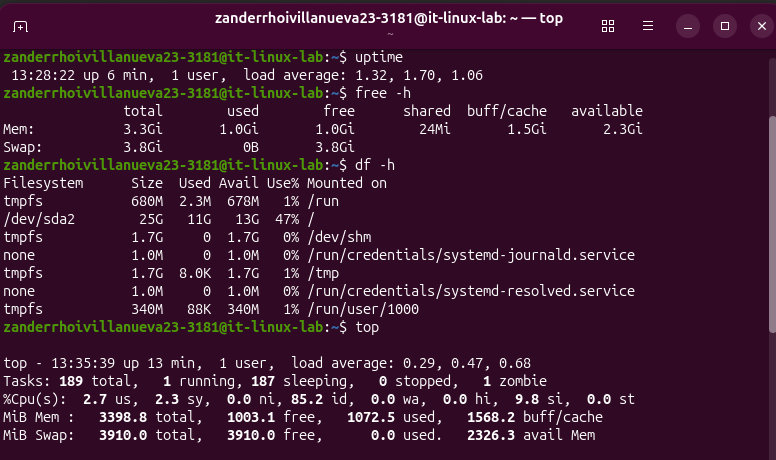 zanderrhoivillanueva23-3181@it-linux-lab: ~ — top
~
zanderrhoivillanueva23-3181@it-linux-lab:~$ uptime
 13:28:22 up 6 min,  1 user,  load average: 1.32, 1.70, 1.06
zanderrhoivillanueva23-3181@it-linux-lab:~$ free -h
               total        used        free      shared  buff/cache   available
Mem:           3.3Gi       1.0Gi       1.0Gi        24Mi       1.5Gi       2.3Gi
Swap:          3.8Gi          0B       3.8Gi
zanderrhoivillanueva23-3181@it-linux-lab:~$ df -h
Filesystem      Size  Used Avail Use% Mounted on
tmpfs           680M  2.3M  678M   1% /run
/dev/sda2        25G   11G   13G  47% /
tmpfs           1.7G     0  1.7G   0% /dev/shm
none            1.0M     0  1.0M   0% /run/credentials/systemd-journald.service
tmpfs           1.7G  8.0K  1.7G   1% /tmp
none            1.0M     0  1.0M   0% /run/credentials/systemd-resolved.service
tmpfs           340M   88K  340M   1% /run/user/1000
zanderrhoivillanueva23-3181@it-linux-lab:~$ top
top - 13:35:39 up 13 min,  1 user,  load average: 0.29, 0.47, 0.68
Tasks: 189 total,   1 running, 187 sleeping,   0 stopped,   1 zombie
%Cpu(s):  2.7 us,  2.3 sy,  0.0 ni, 85.2 id,  0.0 wa,  0.0 hi,  9.8 si,  0.0 st
MiB Mem :   3398.8 total,   1003.1 free,   1072.5 used,   1568.2 buff/cache
MiB Swap:   3910.0 total,   3910.0 free,      0.0 used.   2326.3 avail Mem